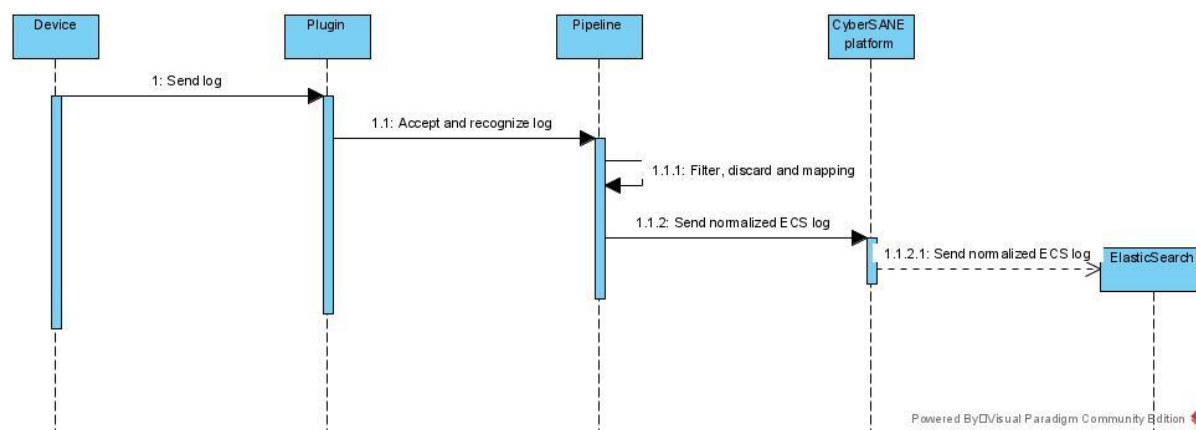 Device
Plugin
Pipeline
CyberSANE
platform
1: Send log
1.1: Accept and recognize log
1.1.1: Filter, discard and mapping
1.1.2: Send normalized ECS log
1.1.2.1: Send normalized ECS log
ElasticSearch
Powered By□Visual Paradigm Community Edition